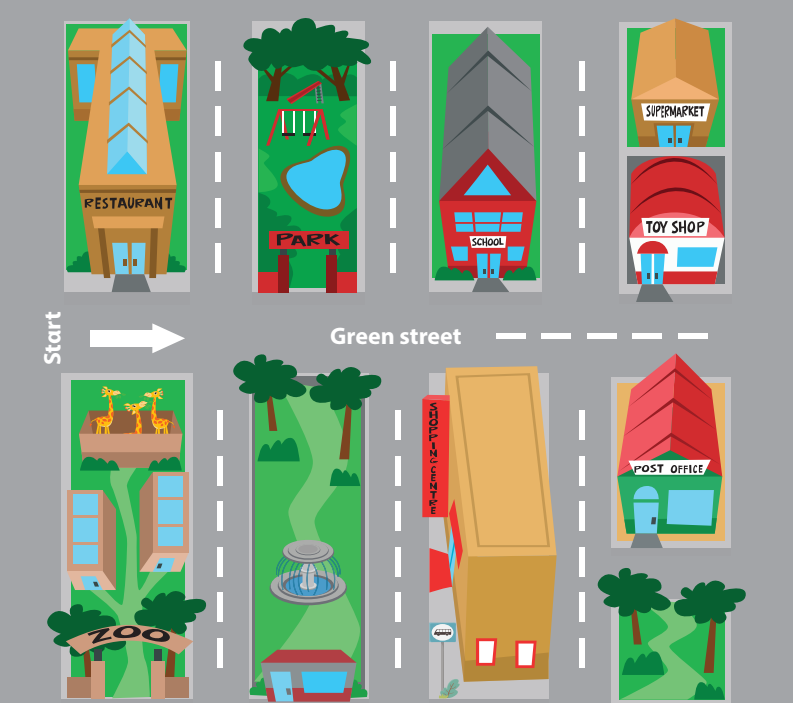 RESTAURANT
PARK
SCHOOL
SUPERMARKET
TOY SHOP
Start
Green street
ZOO
SHOPPING CENTRE
POST OFFICE